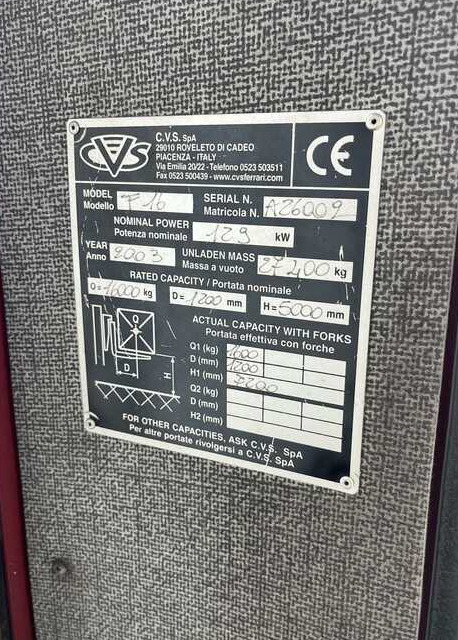 CVS
C.V.S. SpA
29010 ROVELETO DI CADEO
PIACENZA - ITALY
Via Emilia 20/22 - Telefono 0523 503511
Fax 0523 500439 - www.cvsferrari.com
CE
MODEL F16 SERIAL N. A26009
Modello Matricola N.
NOMINAL POWER 129 kW
Potenza nominale
YEAR 2003 UNLADEN MASS 27400 kg
Anno Massa a vuoto
RATED CAPACITY / Portata nominale
Q= 16000 kg D= 1200 mm H= 5000 mm
ACTUAL CAPACITY WITH FORKS
Portata effettiva con forche
Q
D
H
Q1 (kg)
D (mm) 1200
H1 (mm)
Q2 (kg)
D (mm)
H2 (mm)
FOR OTHER CAPACITIES, ASK C.V.S. SpA
Per altre portate rivolgersi a C.V.S. SpA